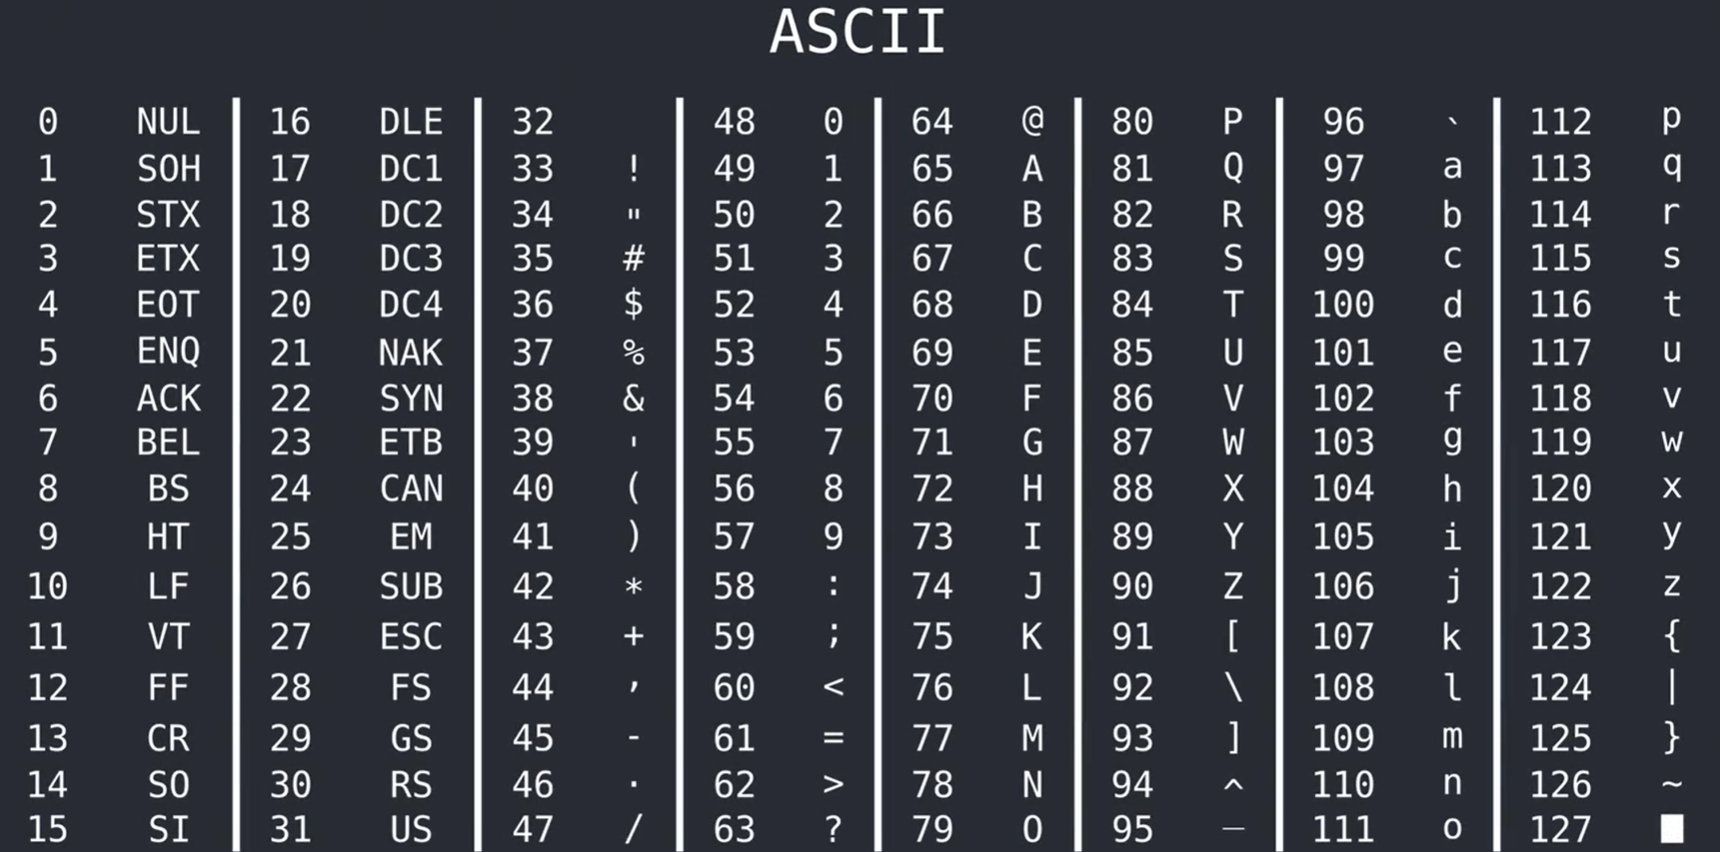 ASCII
0 NUL 16 DLE 32 48 0 64 @ 80 P 96 ` 112 p
1 SOH 17 DC1 33 ! 49 1 65 A 81 Q 97 a 113 q
2 STX 18 DC2 34 " 50 2 66 B 82 R 98 b 114 r
3 ETX 19 DC3 35 # 51 3 67 C 83 S 99 c 115 s
4 EOT 20 DC4 36 $ 52 4 68 D 84 T 100 d 116 t
5 ENQ 21 NAK 37 % 53 5 69 E 85 U 101 e 117 u
6 ACK 22 SYN 38 & 54 6 70 F 86 V 102 f 118 v
7 BEL 23 ETB 39 ' 55 7 71 G 87 W 103 g 119 w
8 BS 24 CAN 40 ( 56 8 72 H 88 X 104 h 120 x
9 HT 25 EM 41 ) 57 9 73 I 89 Y 105 i 121 y
10 LF 26 SUB 42 * 58 : 74 J 90 Z 106 j 122 z
11 VT 27 ESC 43 + 59 ; 75 K 91 [ 107 k 123 {
12 FF 28 FS 44 , 60 < 76 L 92 \ 108 l 124 |
13 CR 29 GS 45 - 61 = 77 M 93 ] 109 m 125 }
14 SO 30 RS 46 . 62 > 78 N 94 ^ 110 n 126 ~
15 SI 31 US 47 / 63 ? 79 O 95 _ 111 o 127 ■